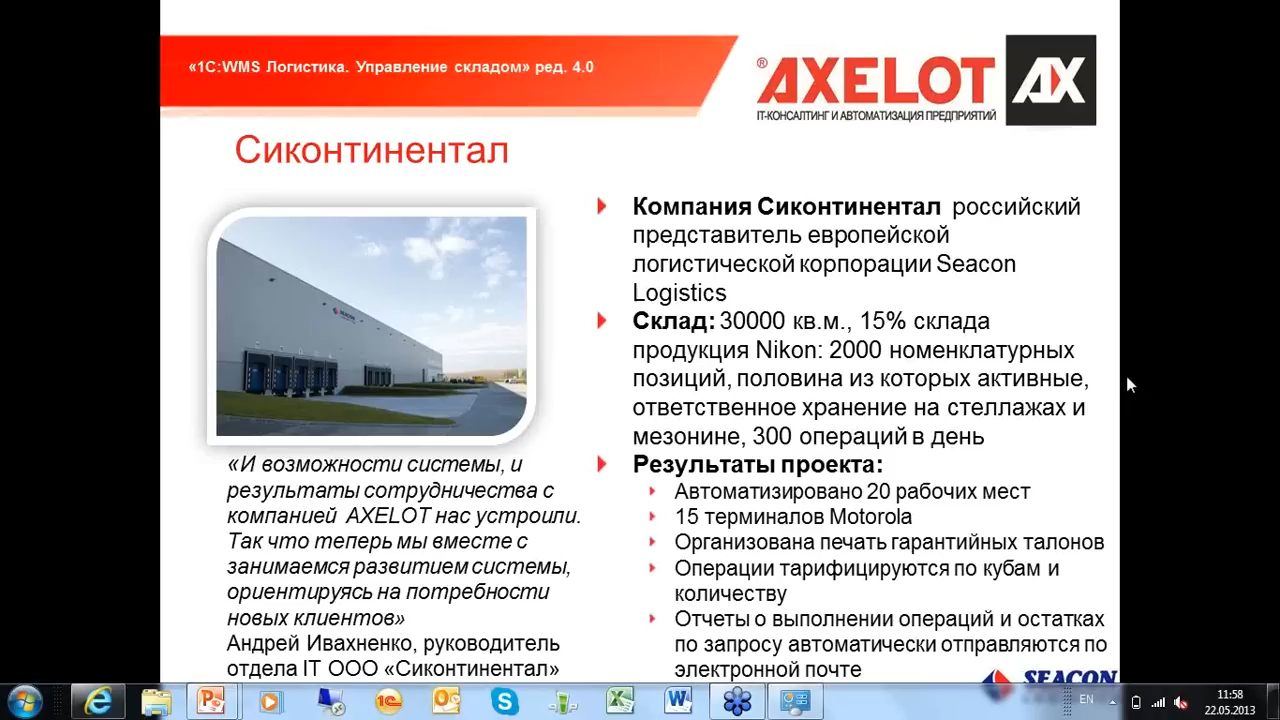 «1С:WMS Логистика. Управление складом» ред. 4.0
® AXELOT AX
IT-КОНСАЛТИНГ И АВТОМАТИЗАЦИЯ ПРЕДПРИЯТИЙ
Сиконтинентал
SEACON
«И возможности системы, и
результаты сотрудничества с
компанией AXELOT нас устроили.
Так что теперь мы вместе с
занимаемся развитием системы,
ориентируясь на потребности
новых клиентов»
Андрей Ивахненко, руководитель
отдела IT ООО «Сиконтинентал»
Компания Сиконтинентал российский
представитель европейской
логистической корпорации Seacon
Logistics
Склад: 30000 кв.м., 15% склада
продукция Nikon: 2000 номенклатурных
позиций, половина из которых активные,
ответственное хранение на стеллажах и
мезонине, 300 операций в день
Результаты проекта:
Автоматизировано 20 рабочих мест
15 терминалов Motorola
Организована печать гарантийных талонов
Операции тарифицируются по кубам и
количеству
Отчеты о выполнении операций и остатках
по запросу автоматически отправляются по
электронной почте
SEACON
EN
11:58
22.05.2013